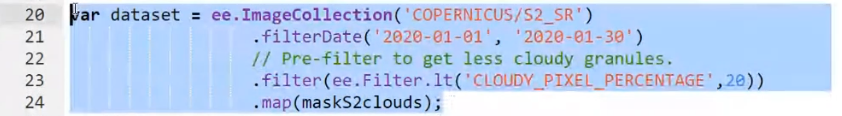 20 var dataset = ee.ImageCollection('COPERNICUS/S2_SR')
21 .filterDate('2020-01-01', '2020-01-30')
22 // Pre-filter to get less cloudy granules.
23 .filter(ee.Filter.lt('CLOUDY_PIXEL_PERCENTAGE',20))
24 .map(maskS2clouds);